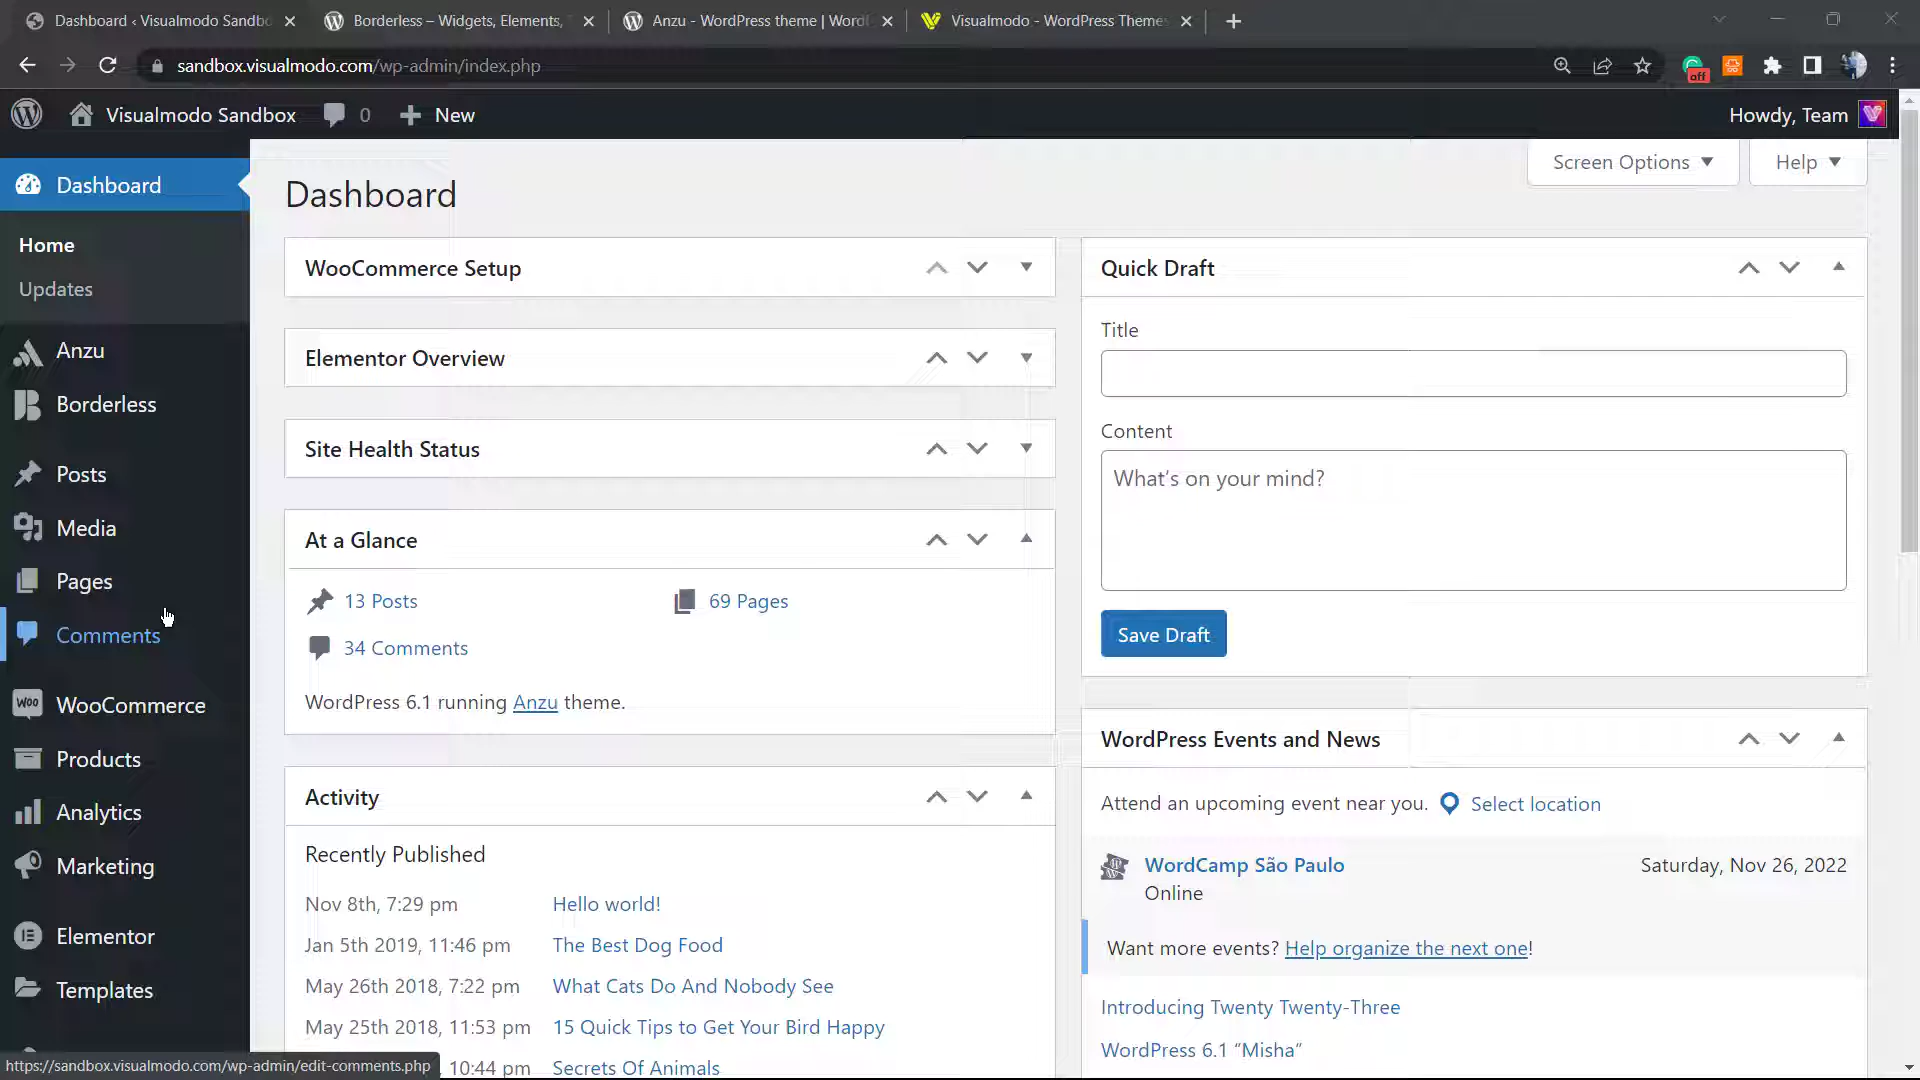 Dashboard ‹ Visualmodo Sandbo
Borderless – Widgets, Elements, T
Anzu - WordPress theme | Word
Visualmodo - WordPress Themes
sandbox.visualmodo.com/wp-admin/index.php
off
Visualmodo Sandbox
0
New
Howdy, Team
Screen Options
Help
Dashboard
Home
Updates
Anzu
Borderless
Posts
Media
Pages
Comments
Woo
WooCommerce
Products
Analytics
Marketing
Elementor
Templates
Dashboard
WooCommerce Setup
Elementor Overview
Site Health Status
At a Glance
13 Posts
69 Pages
34 Comments
WordPress 6.1 running Anzu theme.
Activity
Recently Published
Nov 8th, 7:29 pm Hello world!
Jan 5th 2019, 11:46 pm The Best Dog Food
May 26th 2018, 7:22 pm What Cats Do And Nobody See
May 25th 2018, 11:53 pm 15 Quick Tips to Get Your Bird Happy
10:44 pm Secrets Of Animals
Quick Draft
Title
Content
What's on your mind?
Save Draft
WordPress Events and News
Attend an upcoming event near you. Select location
WordCamp São Paulo
Saturday, Nov 26, 2022
Online
Want more events? Help organize the next one!
Introducing Twenty Twenty-Three
WordPress 6.1 “Misha”
https://sandbox.visualmodo.com/wp-admin/edit-comments.php